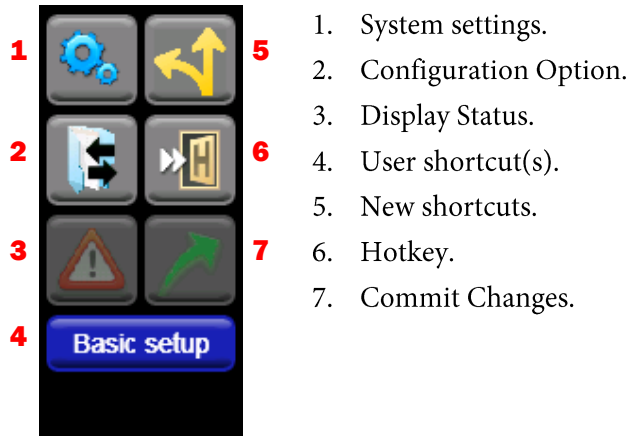 1
5
2
6
3
7
4
Basic setup
H
1. System settings.
2. Configuration Option.
3. Display Status.
4. User shortcut(s).
5. New shortcuts.
6. Hotkey.
7. Commit Changes.